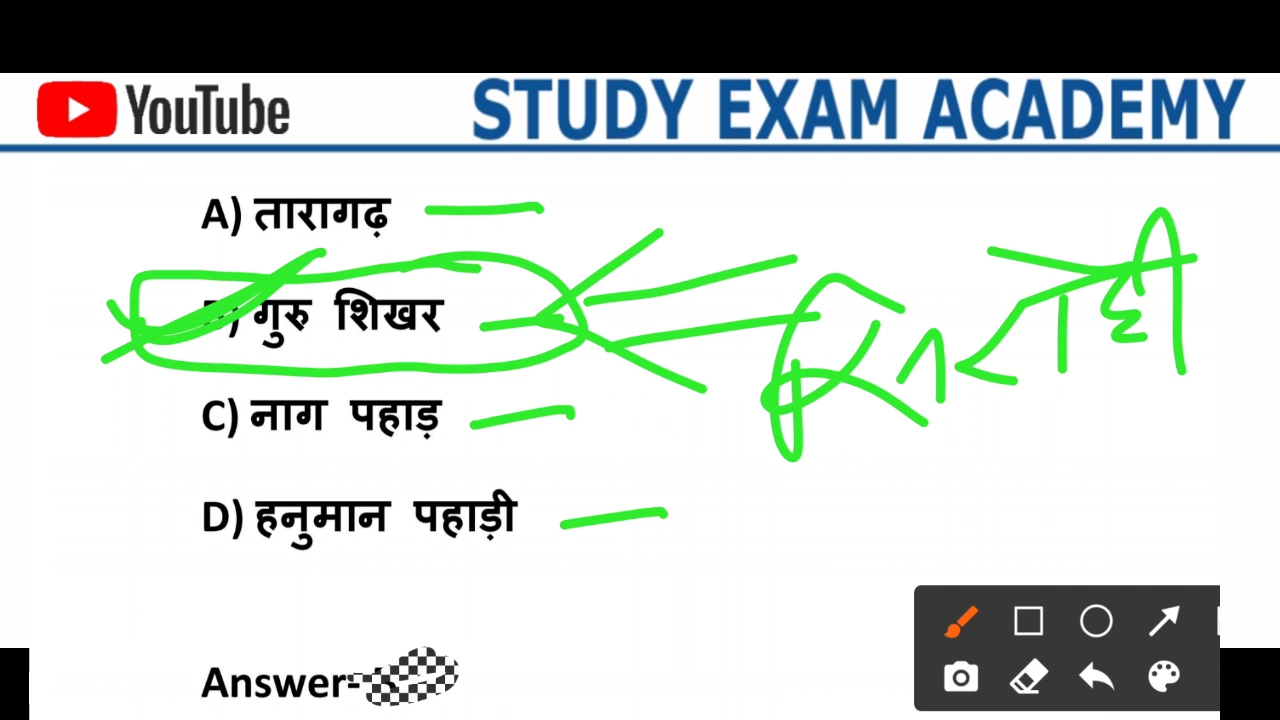 YouTube STUDY EXAM ACADEMY
A) तारागढ़
B) गुरु शिखर
C) नाग पहाड़
D) हनुमान पहाड़ी
Answer-